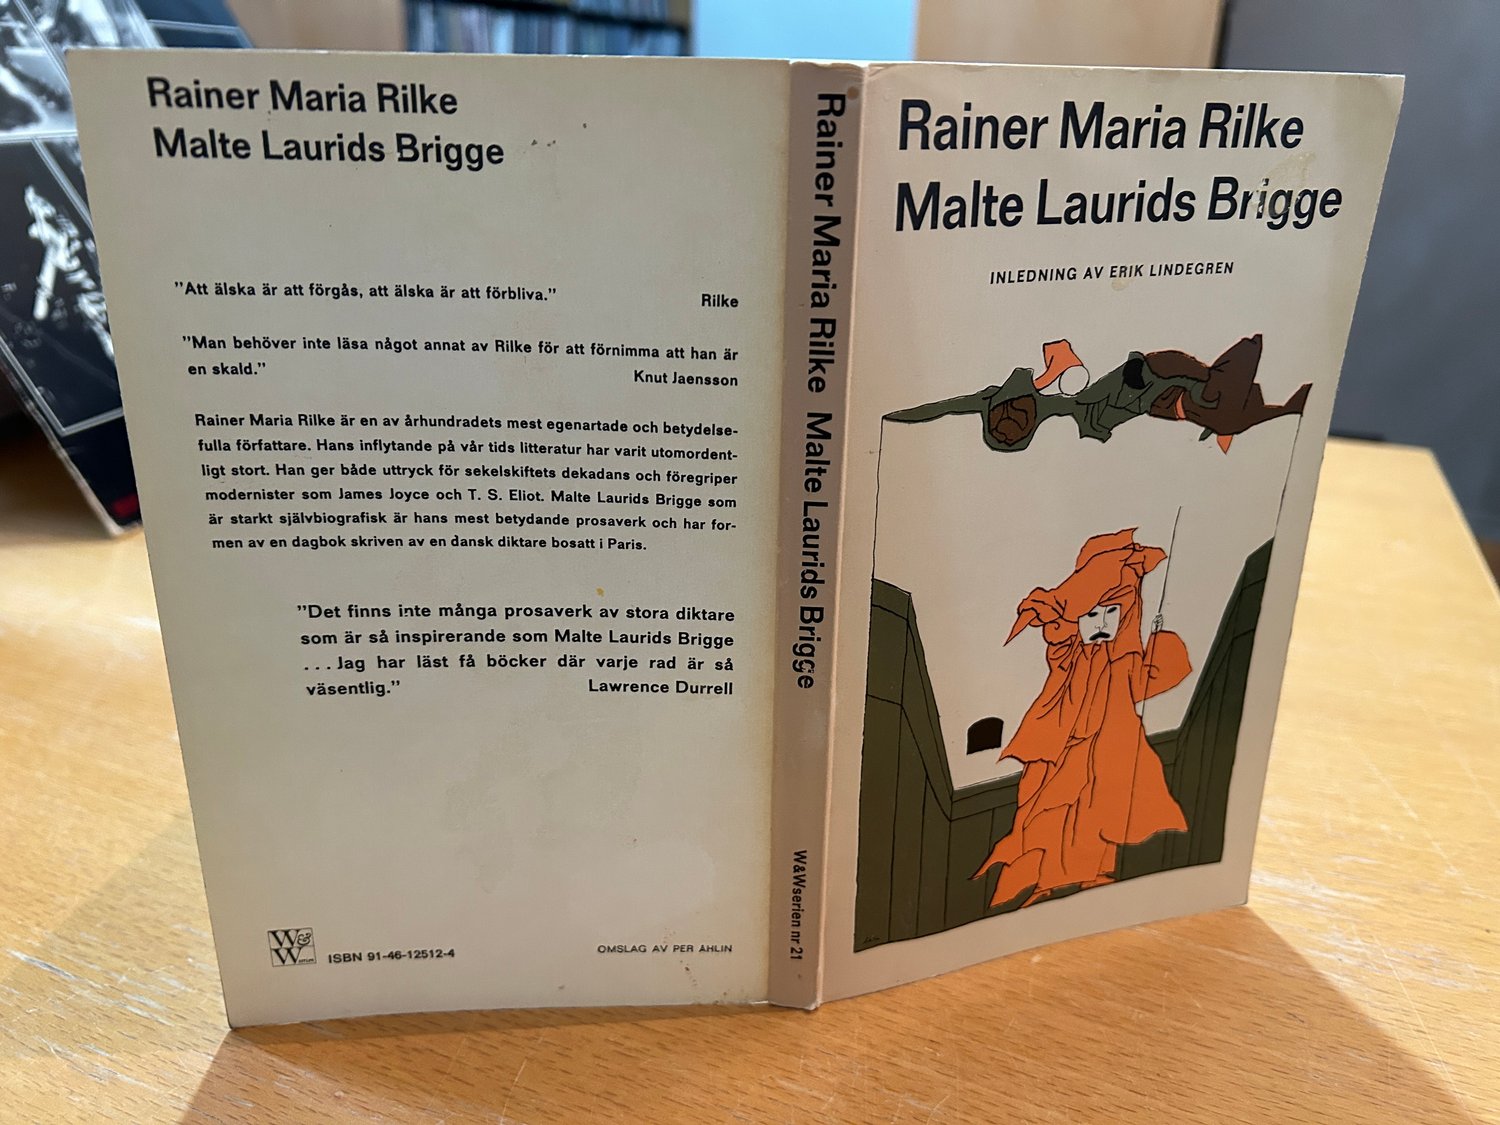 Rainer Maria Rilke
Malte Laurids Brigge
”Att älska är att förgås, att älska är att förbliva.”
Rilke
”Man behöver inte läsa något annat av Rilke för att förnimma att han är
en skald.”
Knut Jaensson
Rainer Maria Rilke är en av århundradets mest egenartade och betydelse-
fulla författare. Hans inflytande på vår tids litteratur har varit utomordent-
ligt stort. Han ger både uttryck för sekelskiftets dekadans och föregriper
modernister som James Joyce och T. S. Eliot. Malte Laurids Brigge som
är starkt självbiografisk är hans mest betydande prosaverk och har for-
men av en dagbok skriven av en dansk diktare bosatt i Paris.
”Det finns inte många prosaverk av stora diktare
som är så inspirerande som Malte Laurids Brigge
...Jag har läst få böcker där varje rad är så
väsentlig.”
Lawrence Durrell
W&W
ISBN 91-46-12512-4
OMSLAG AV PER ÅHLIN
Rainer Maria Rilke Malte Laurids Brigge
W&Wserien nr 21
Rainer Maria Rilke
Malte Laurids Brigge
INLEDNING AV ERIK LINDEGREN